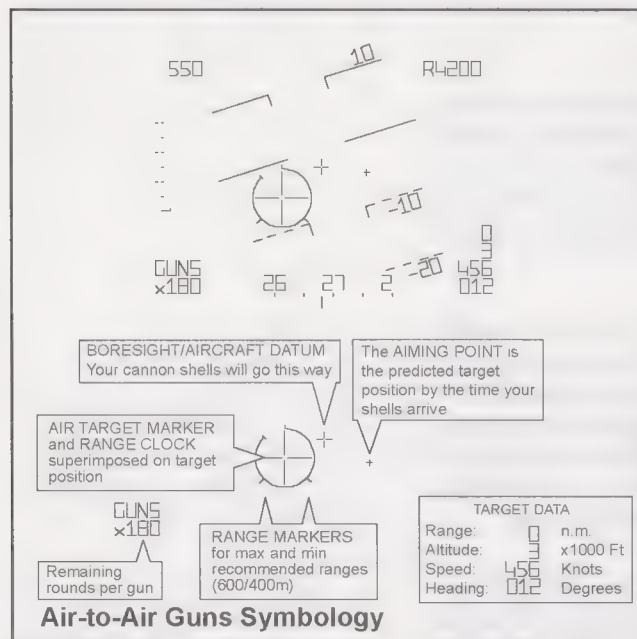 550
10
R4200
-10
0
3
GUNS
x180
26 27 2
-20
456
012
BORESIGHT/AIRCRAFT DATUM
Your cannon shells will go this way
The AIMING POINT is
the predicted target
position by the time your
shells arrive
AIR TARGET MARKER
and RANGE CLOCK
superimposed on target
position
GUNS
x180
Remaining
rounds per gun
RANGE MARKERS
for max and min
recommended ranges
(600/400m)
TARGET DATA
Range: 0 n.m.
Altitude: 3 x1000 Ft
Speed: 456 Knots
Heading: 012 Degrees
Air-to-Air Guns Symbology